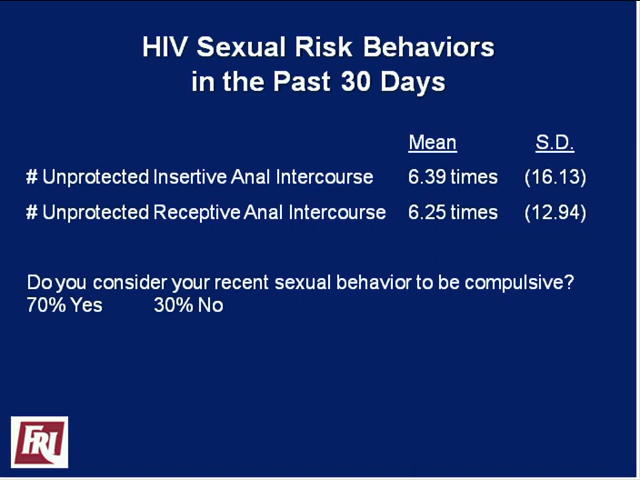 HIV Sexual Risk Behaviors
in the Past 30 Days
Mean S.D.
# Unprotected Insertive Anal Intercourse 6.39 times (16.13)
# Unprotected Receptive Anal Intercourse 6.25 times (12.94)
Do you consider your recent sexual behavior to be compulsive?
70% Yes 30% No
FRI